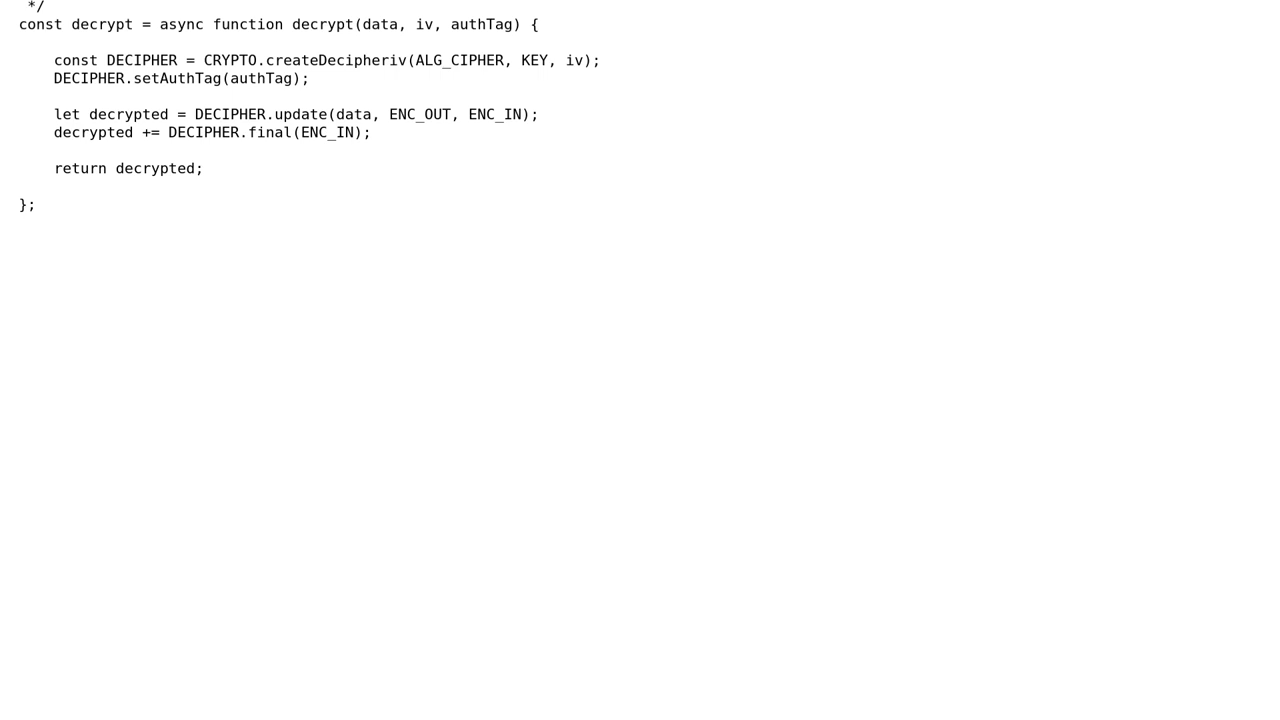 */
const decrypt = async function decrypt(data, iv, authTag) {

    const DECIPHER = CRYPTO.createDecipheriv(ALG_CIPHER, KEY, iv);
    DECIPHER.setAuthTag(authTag);

    let decrypted = DECIPHER.update(data, ENC_OUT, ENC_IN);
    decrypted += DECIPHER.final(ENC_IN);

    return decrypted;

};